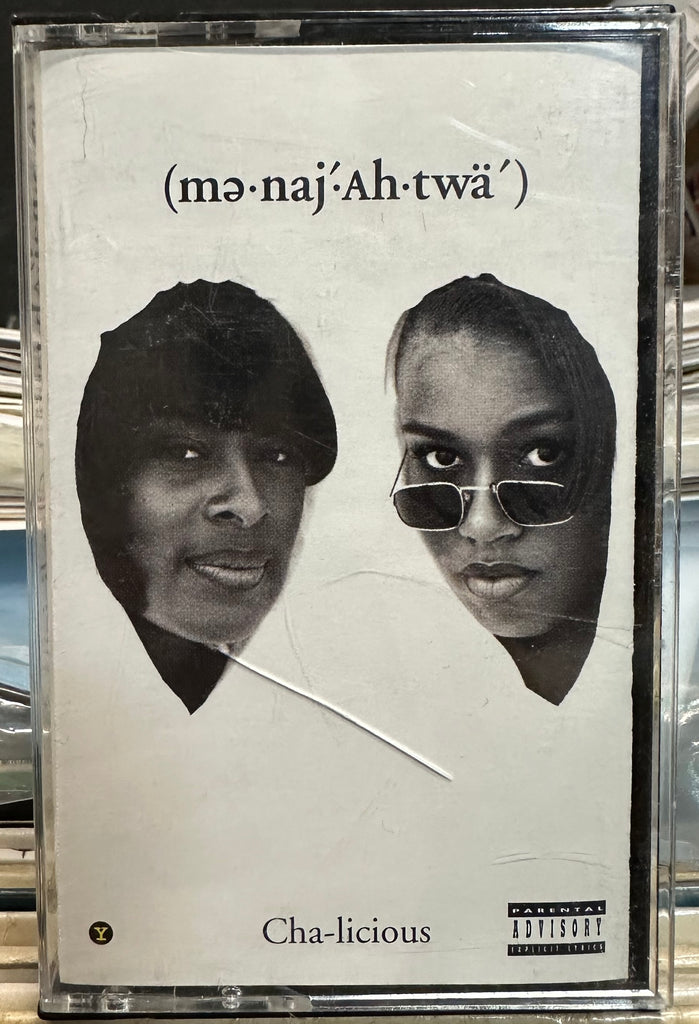 (mə·naj´·Ah·twä´)
Y
Cha-licious
PARENTAL
ADVISORY
EXPLICIT LYRICS